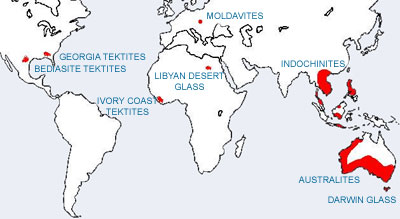 MOLDAVITES
GEORGIA TEKTITES
BEDIASITE TEKTITES
LIBYAN DESERT
GLASS
INDOCHINITES
IVORY COAST
TEKTITES
AUSTRALITES
DARWIN GLASS